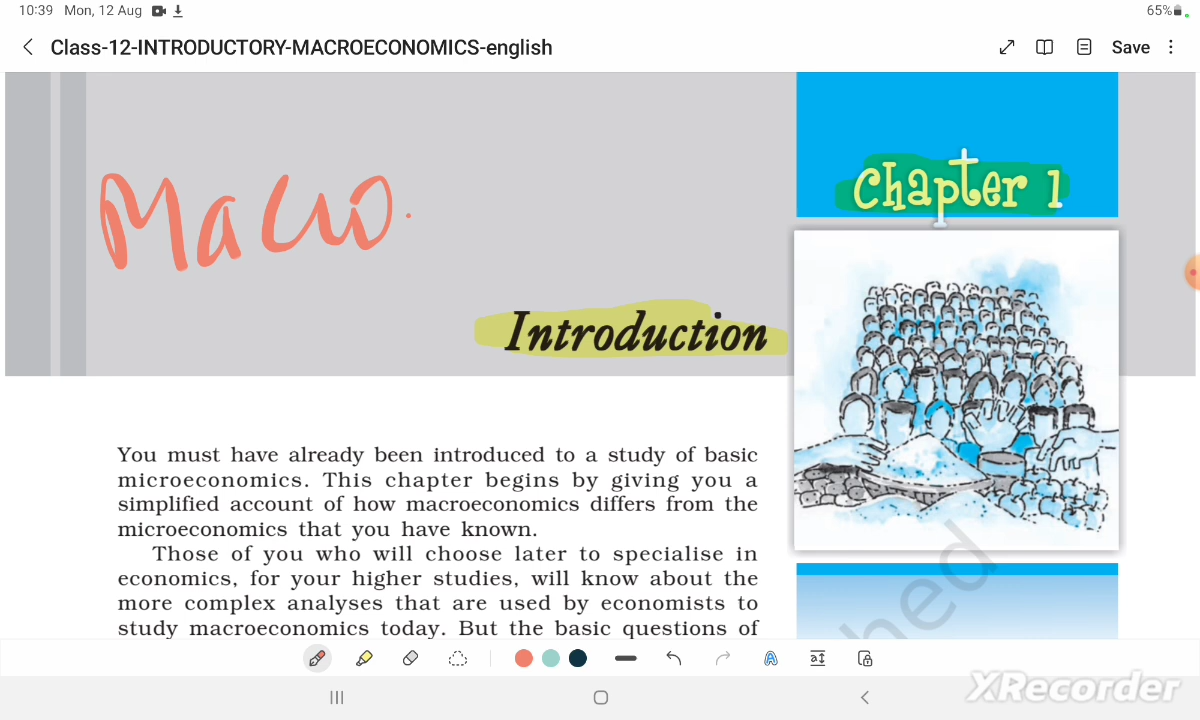 10:39 Mon, 12 Aug 65%
Class-12-INTRODUCTORY-MACROECONOMICS-english Save
Macro.
Chapter 1
Introduction
You must have already been introduced to a study of basic
microeconomics. This chapter begins by giving you a
simplified account of how macroeconomics differs from the
microeconomics that you have known.
Those of you who will choose later to specialise in
economics, for your higher studies, will know about the
more complex analyses that are used by economists to
study macroeconomics today. But the basic questions of
hed
XRecorder